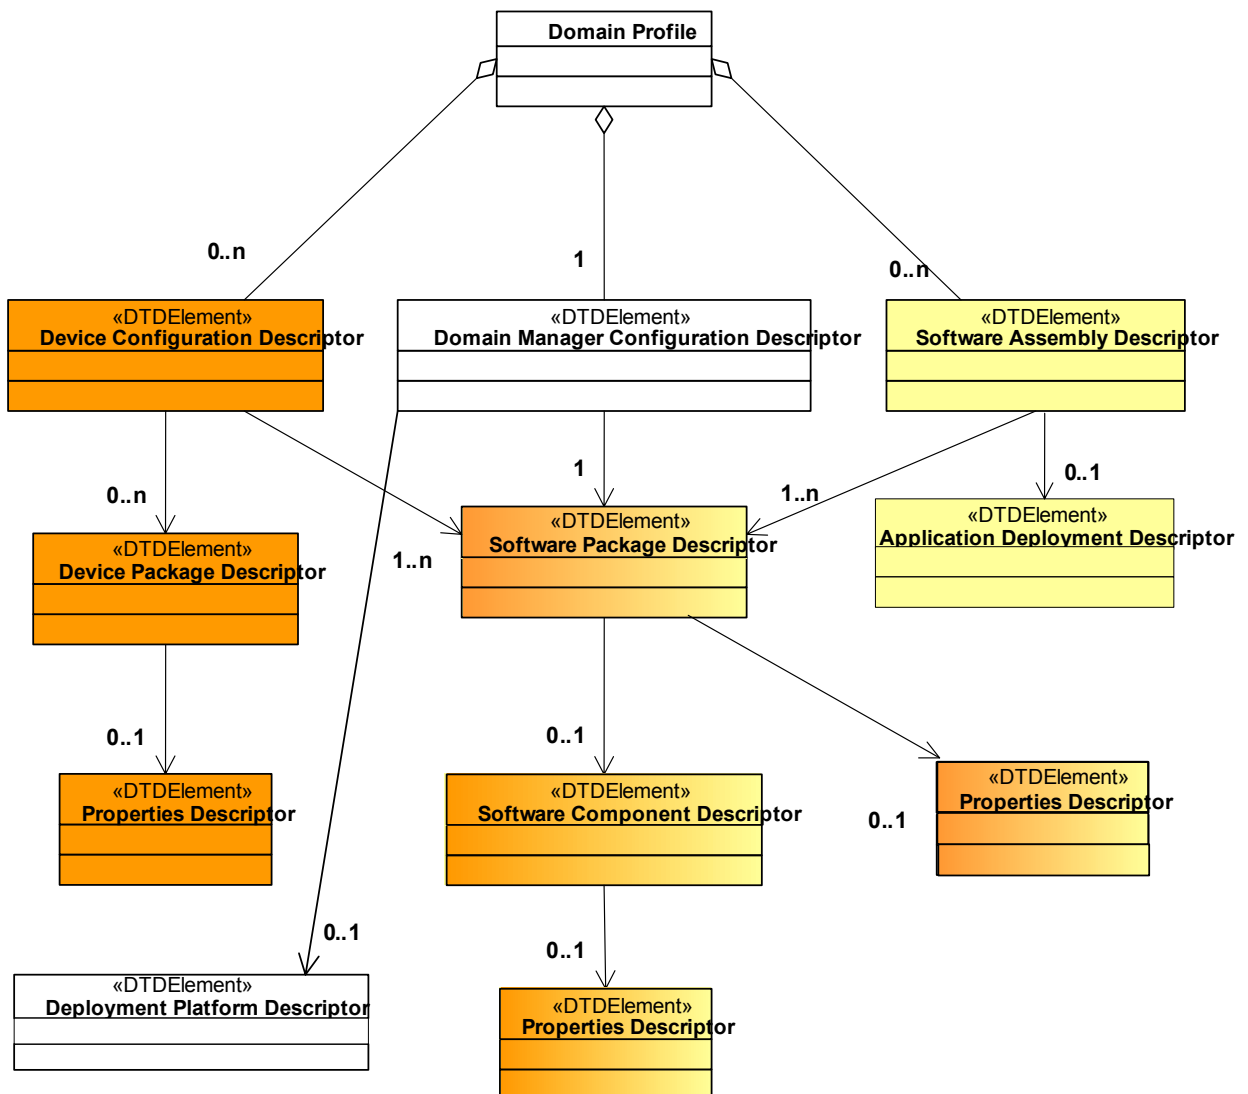 Domain Profile
0..n
1
0..n
«DTDElement»
Device Configuration Descriptor
«DTDElement»
Domain Manager Configuration Descriptor
«DTDElement»
Software Assembly Descriptor
0..n
1
1..n
0..1
«DTDElement»
Device Package Descriptor
1..n
«DTDElement»
Software Package Descriptor
«DTDElement»
Application Deployment Descriptor
0..1
0..1
0..1
«DTDElement»
Properties Descriptor
«DTDElement»
Software Component Descriptor
«DTDElement»
Properties Descriptor
0..1
0..1
«DTDElement»
Deployment Platform Descriptor
«DTDElement»
Properties Descriptor